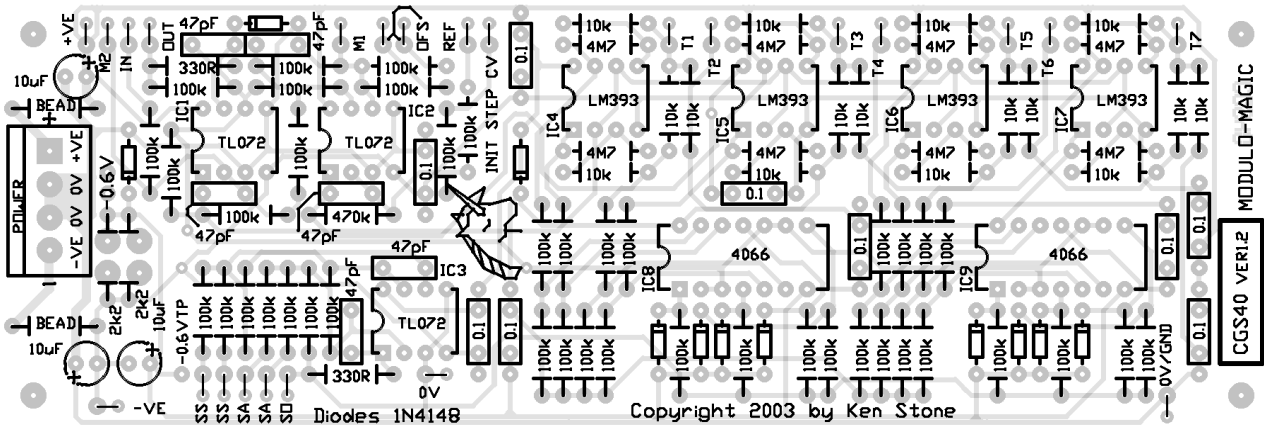 +VE M2 IN OUT 47pF 47pF M1 OFS REF INIT STEP CV
10uF 330R 100k 100k 100k 100k 100k 0.1
10k 4M7 T1 T2 10k 4M7 T3 T4 10k 4M7 T5 T6 10k 4M7 T7
BEAD IC1 IC2
IC4 LM393 10k 10k IC5 LM393 10k 10k IC6 LM393 10k 10k IC7 LM393 10k 10k
MODULO-MAGIC
POWER -VE 0V 0V +VE -0.6V 100k 100k TL072 100k TL072 0.1 100k 100k
4M7 10k 4M7 10k 4M7 10k 4M7 10k
0.1
100k 470k
47pF 47pF
47pF IC3
100k 100k 100k 100k IC8 4066 0.1 100k 100k 100k 100k IC9 4066 0.1 0.1
CGS40 VER1.2
2k2 2k2 10uF
-0.6VTP 100k 100k 100k 100k 100k 100k 100k 47pF TL072 0.1 0.1
BEAD
10uF
100k 100k 100k 100k 100k 100k 100k 100k 100k 100k 100k 100k 100k 100k 0V/GND 0.1
330R
-VE SS SS SA SA SO 0V
Diodes 1N4148
Copyright 2003 by Ken Stone